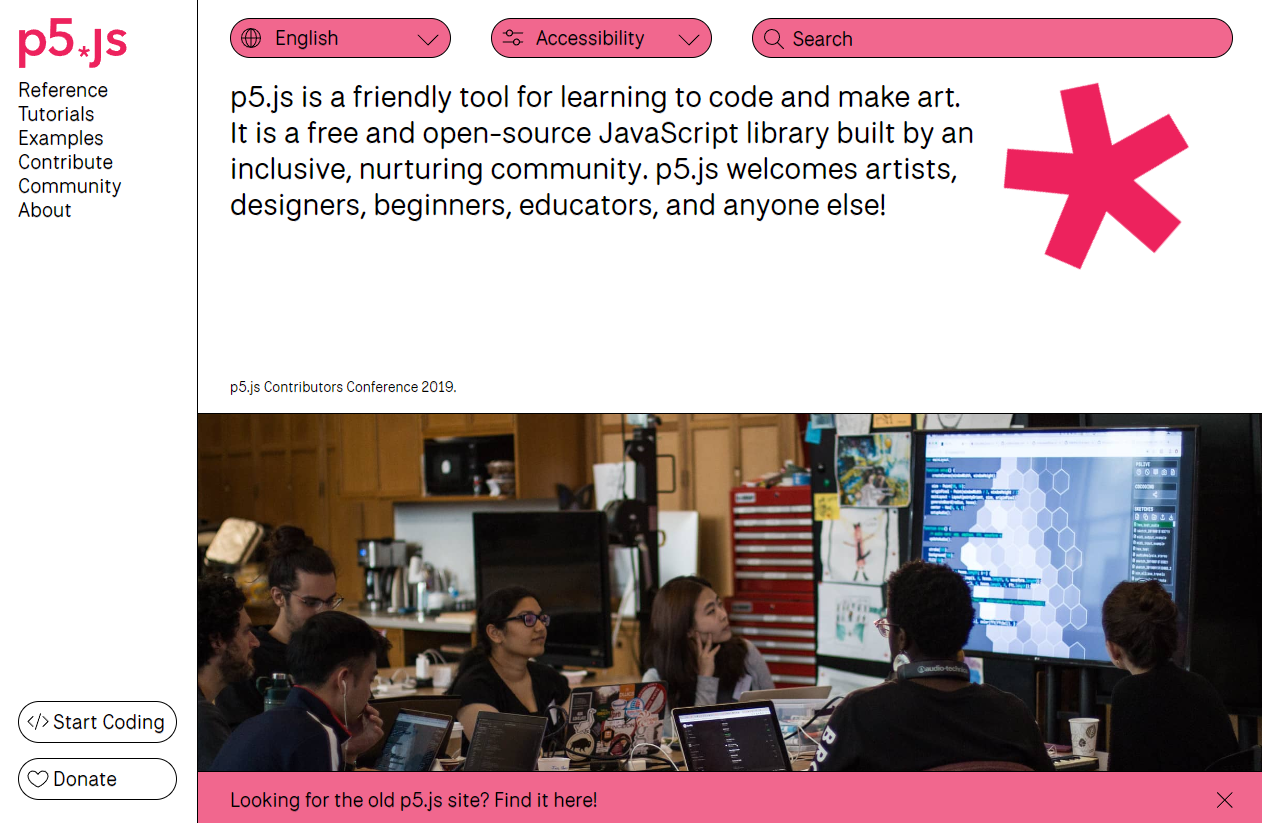 p5.js
Reference
Tutorials
Examples
Contribute
Community
About
Start Coding
Donate
English
Accessibility
Search
p5.js is a friendly tool for learning to code and make art.
It is a free and open-source JavaScript library built by an
inclusive, nurturing community. p5.js welcomes artists,
designers, beginners, educators, and anyone else!
p5.js Contributors Conference 2019.
audio-technica
Looking for the old p5.js site? Find it here!